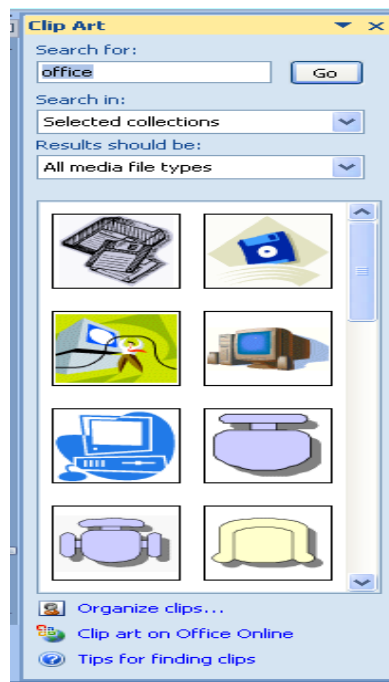 Clip Art
Search for:
office
Go
Search in:
Selected collections
Results should be:
All media file types
Organize clips...
Clip art on Office Online
Tips for finding clips